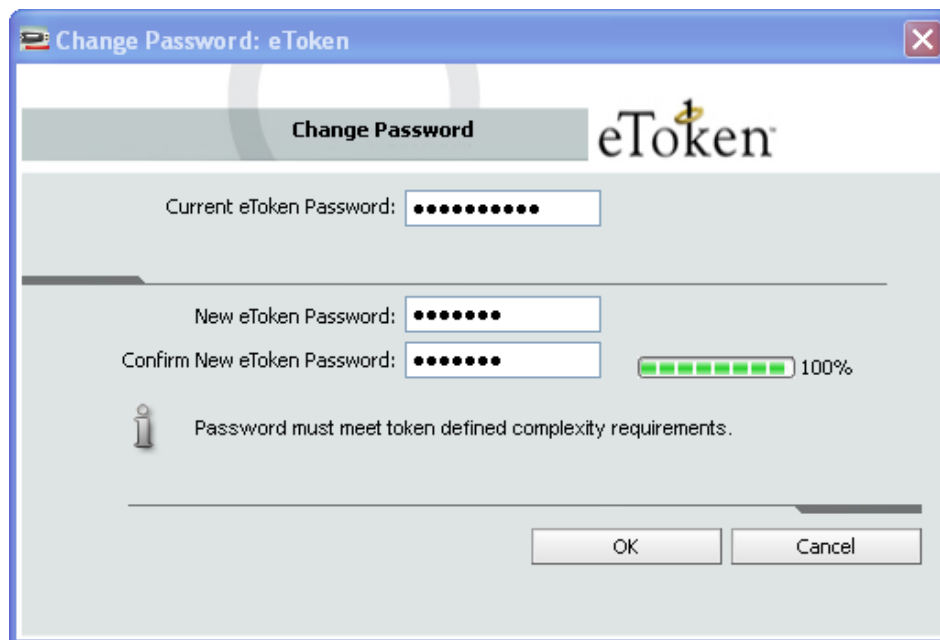 Change Password: eToken
Change Password
eToken™
Current eToken Password: ●●●●●●●●●●
New eToken Password: ●●●●●●●
Confirm New eToken Password: ●●●●●●●
100%
Password must meet token defined complexity requirements.
OK
Cancel